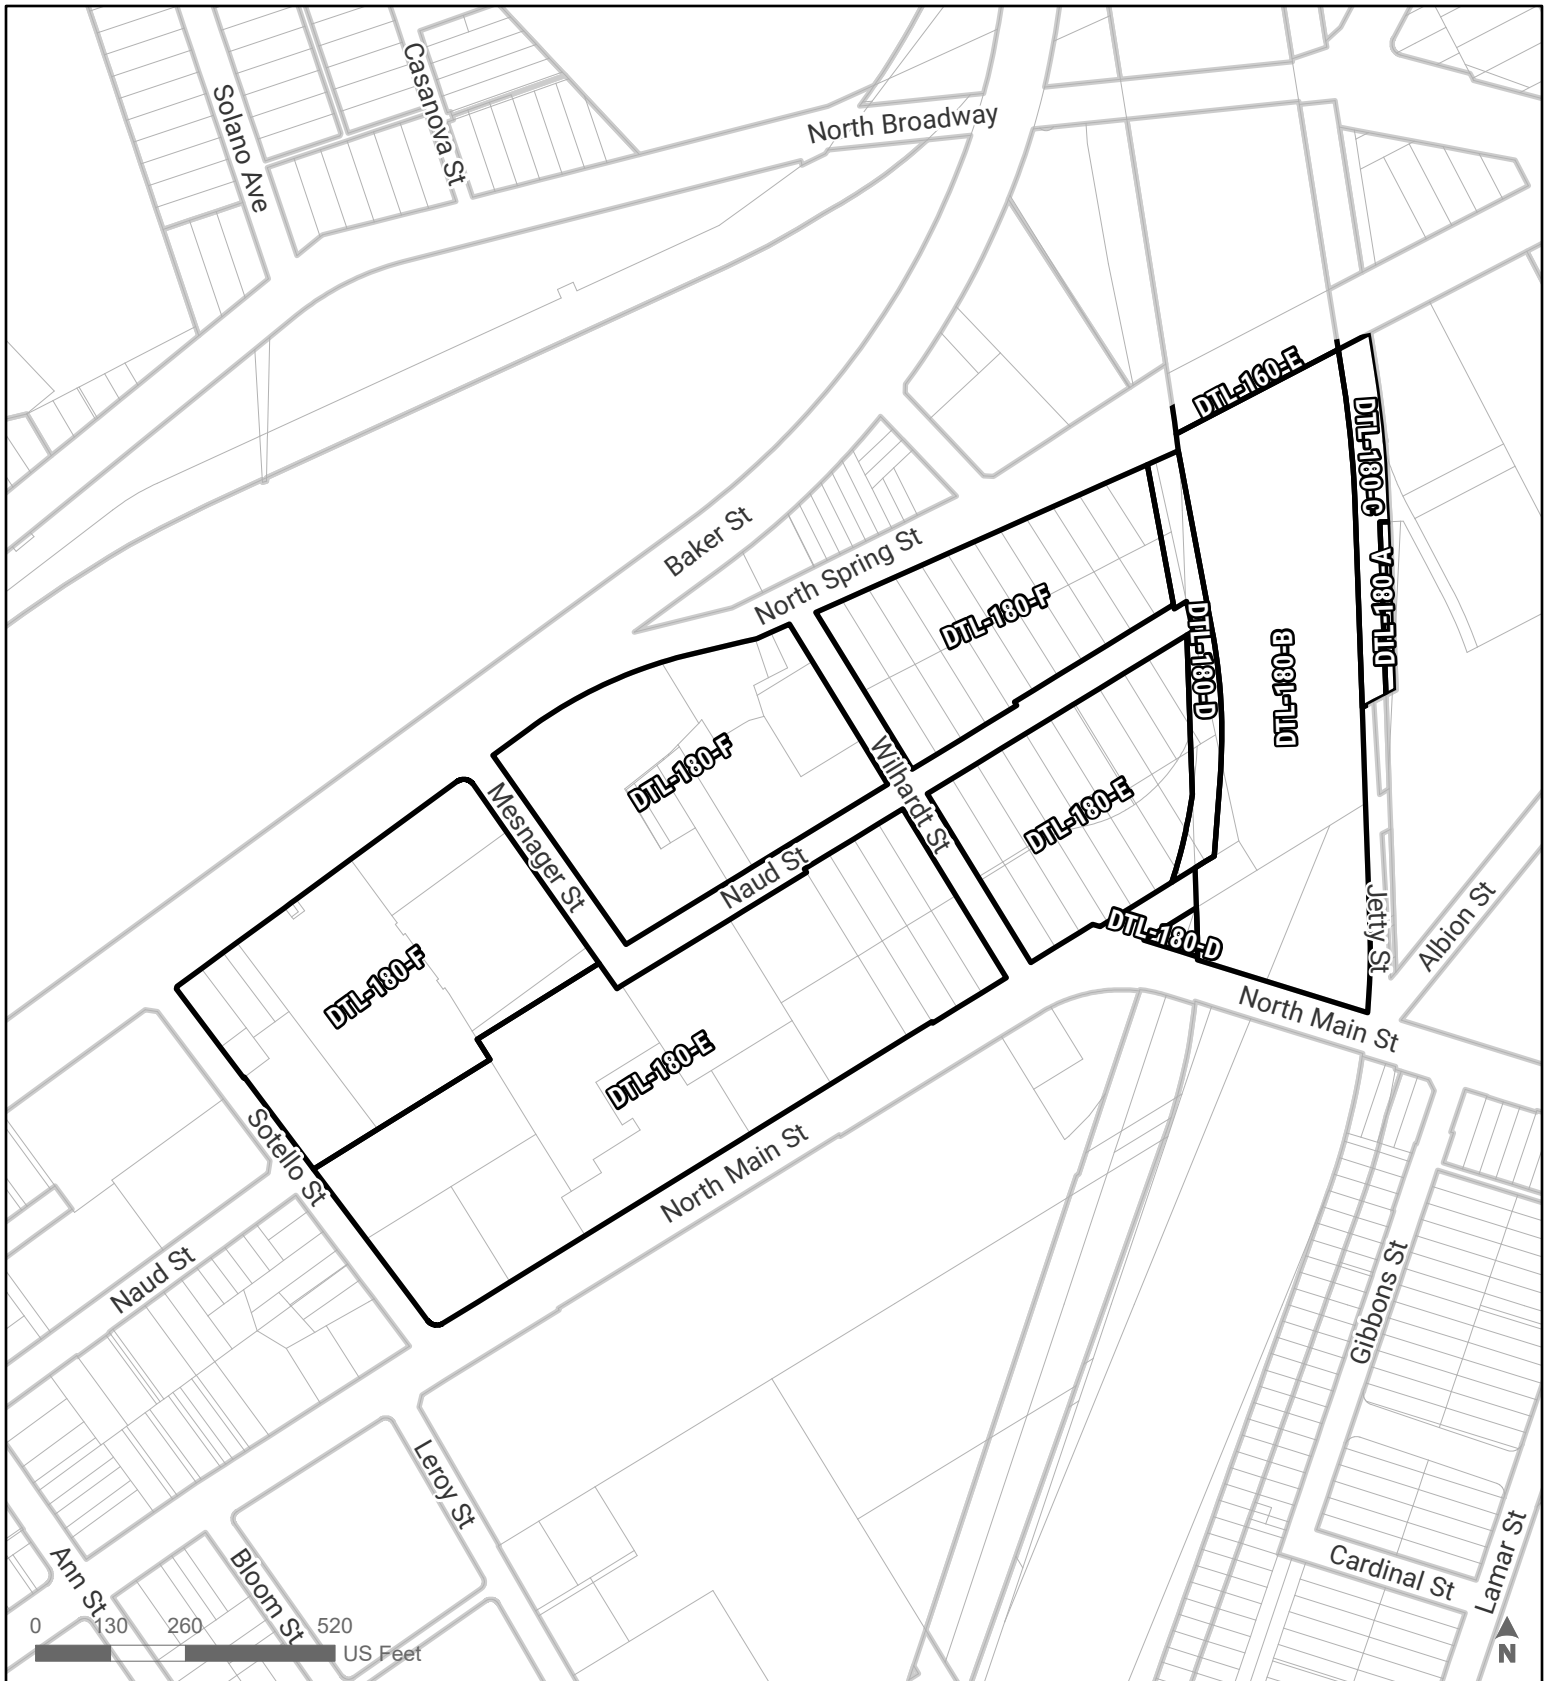 Casanova St
Solano Ave
North Broadway
DTL-160-E
DTL-180-C
Baker St
North Spring St
DTL-180-A
DTL-180-F
DTL-180-D
DTL-180-B
DTL-180-F
Wilhardt St
Mesnager St
DTL-180-E
Naud St
Jetty St
Albion St
DTL-180-D
DTL-180-F
North Main St
DTL-180-E
Sotello St
North Main St
Naud St
Gibbons St
Leroy St
Ann St
Bloom St
Cardinal St
Lamar St
0 130 260 520
US Feet
N